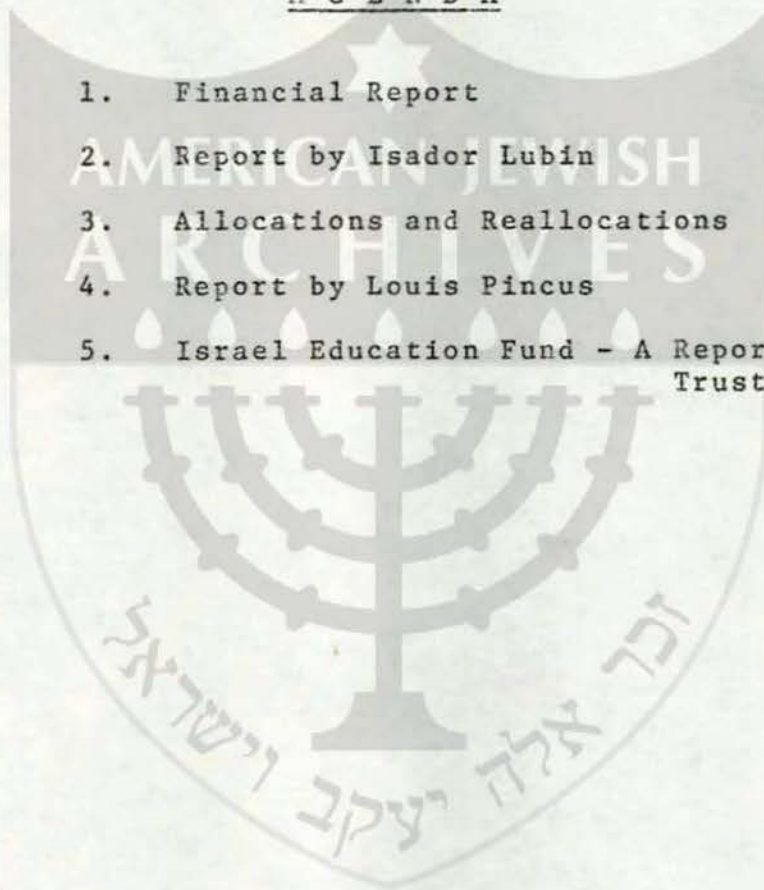 A G E N D A
1. Financial Report
2. Report by Isador Lubin
3. Allocations and Reallocations
4. Report by Louis Pincus
5. Israel Education Fund - A Repor
Trust
AMERICAN JEWISH
ARCHIVES
זכר אלה יעקב וישראל